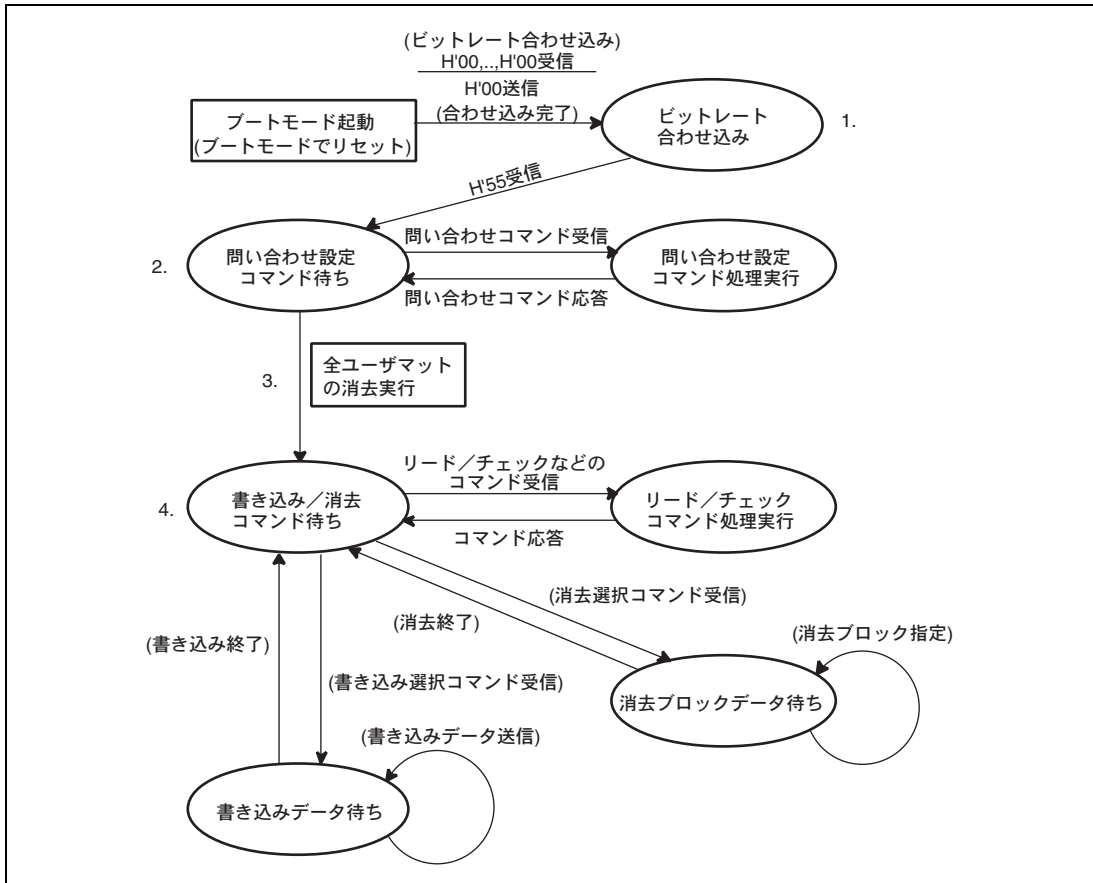 (ビットレート合わせ込み)
H'00,..,H'00受信
H'00送信
(合わせ込み完了)
ブートモード起動
(ブートモードでリセット)
ビットレート
合わせ込み
1.
H'55受信
2.
問い合わせ設定
コマンド待ち
問い合わせコマンド受信
問い合わせコマンド応答
問い合わせ設定
コマンド処理実行
3.
全ユーザマット
の消去実行
4.
書き込み／消去
コマンド待ち
リード／チェックなどの
コマンド受信
コマンド応答
リード／チェック
コマンド処理実行
(消去選択コマンド受信)
(消去終了)
(書き込み終了)
(書き込み選択コマンド受信)
(消去ブロック指定)
消去ブロックデータ待ち
(書き込みデータ送信)
書き込みデータ待ち